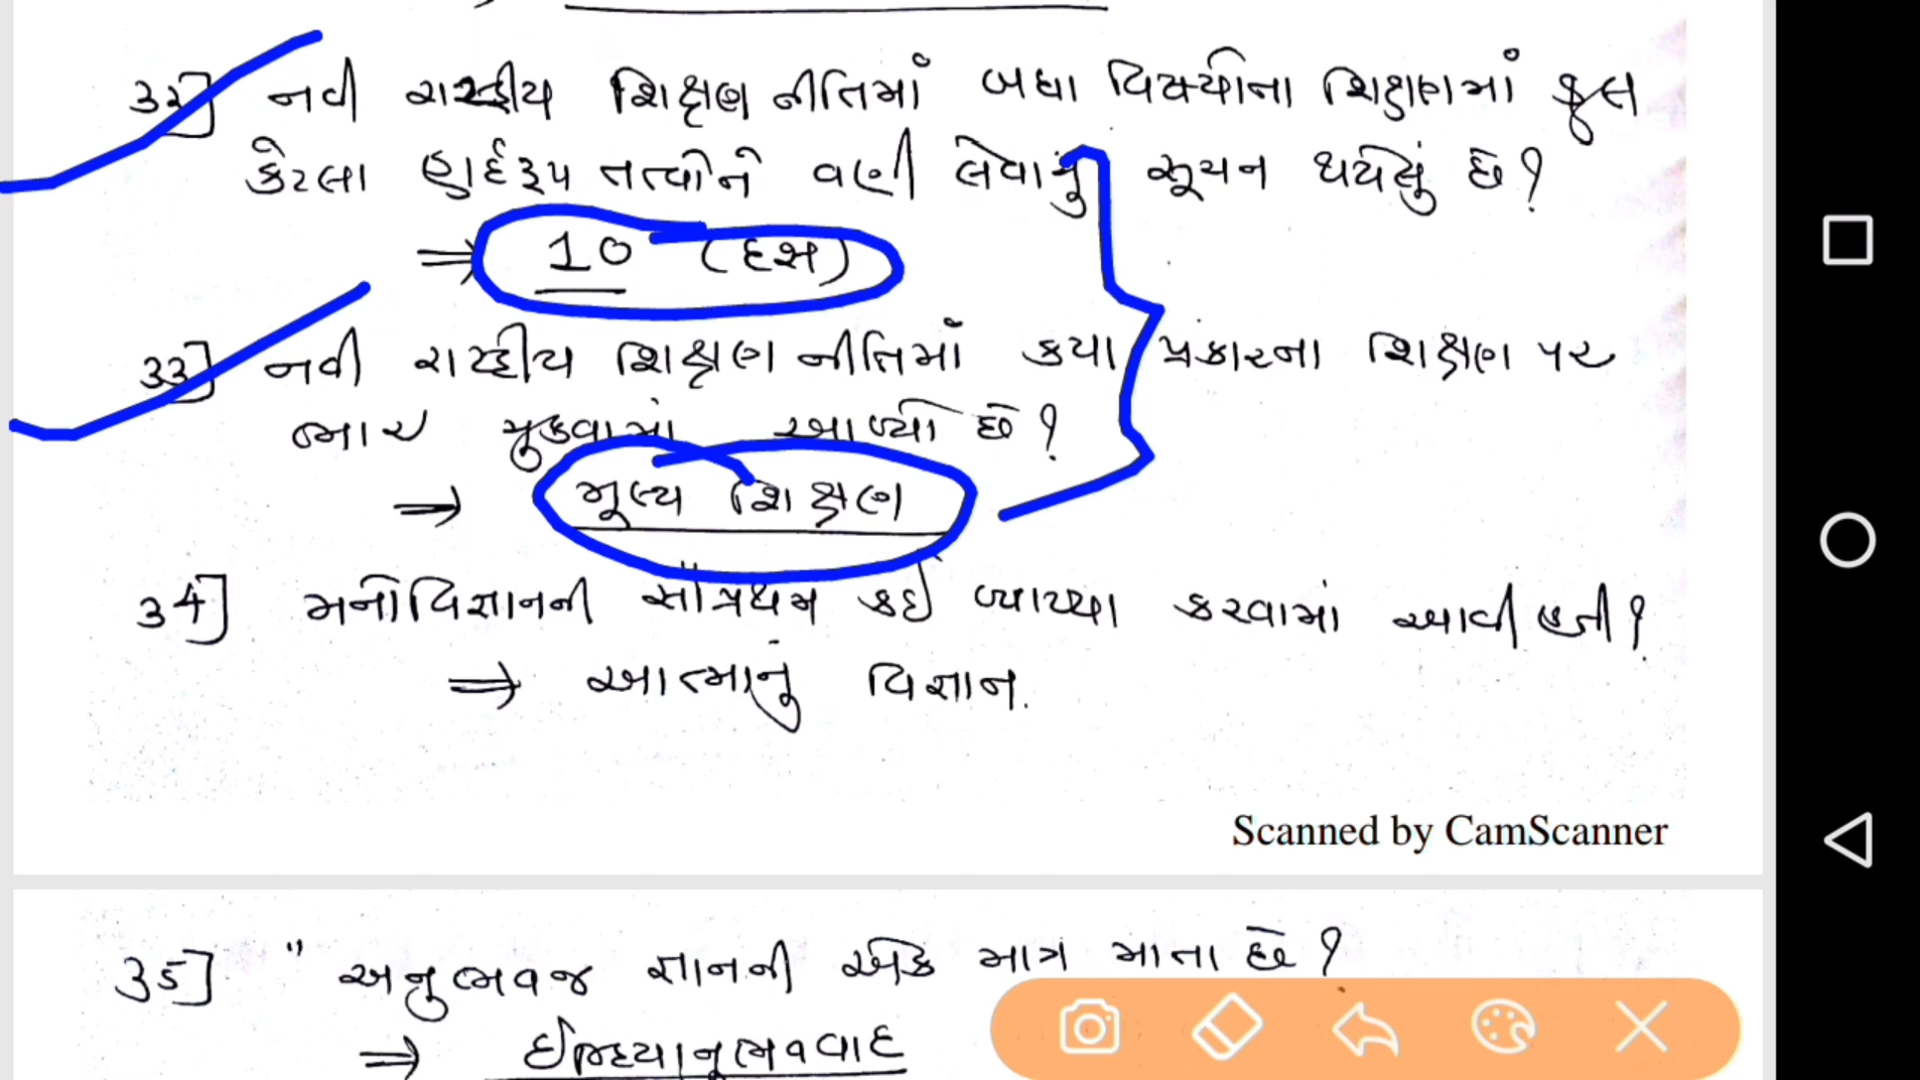 32] નવી રાષ્ટ્રીય શિક્ષણ નીતિમાં બધા વિષયોના શિક્ષણમાં કુલ
કેટલા હાર્દરૂપ તત્વોને વણી લેવાનું સૂચન થયેલું છે?
⇒ 10 (દશ)
33] નવી રાષ્ટ્રીય શિક્ષણ નીતિમાં કયા પ્રકારના શિક્ષણ પર
ભાર મુકવામાં આવ્યો છે?
⇒ મૂલ્ય શિક્ષણ
34] મનોવિજ્ઞાનની સૌપ્રથમ કઈ વ્યાખ્યા કરવામાં આવી હતી?
⇒ આત્માનું વિજ્ઞાન.
Scanned by CamScanner
35] " અનુભવજ જ્ઞાનની એક માત્ર માતા છે?
⇒ ઈન્દ્રિયાનુભવવાદ